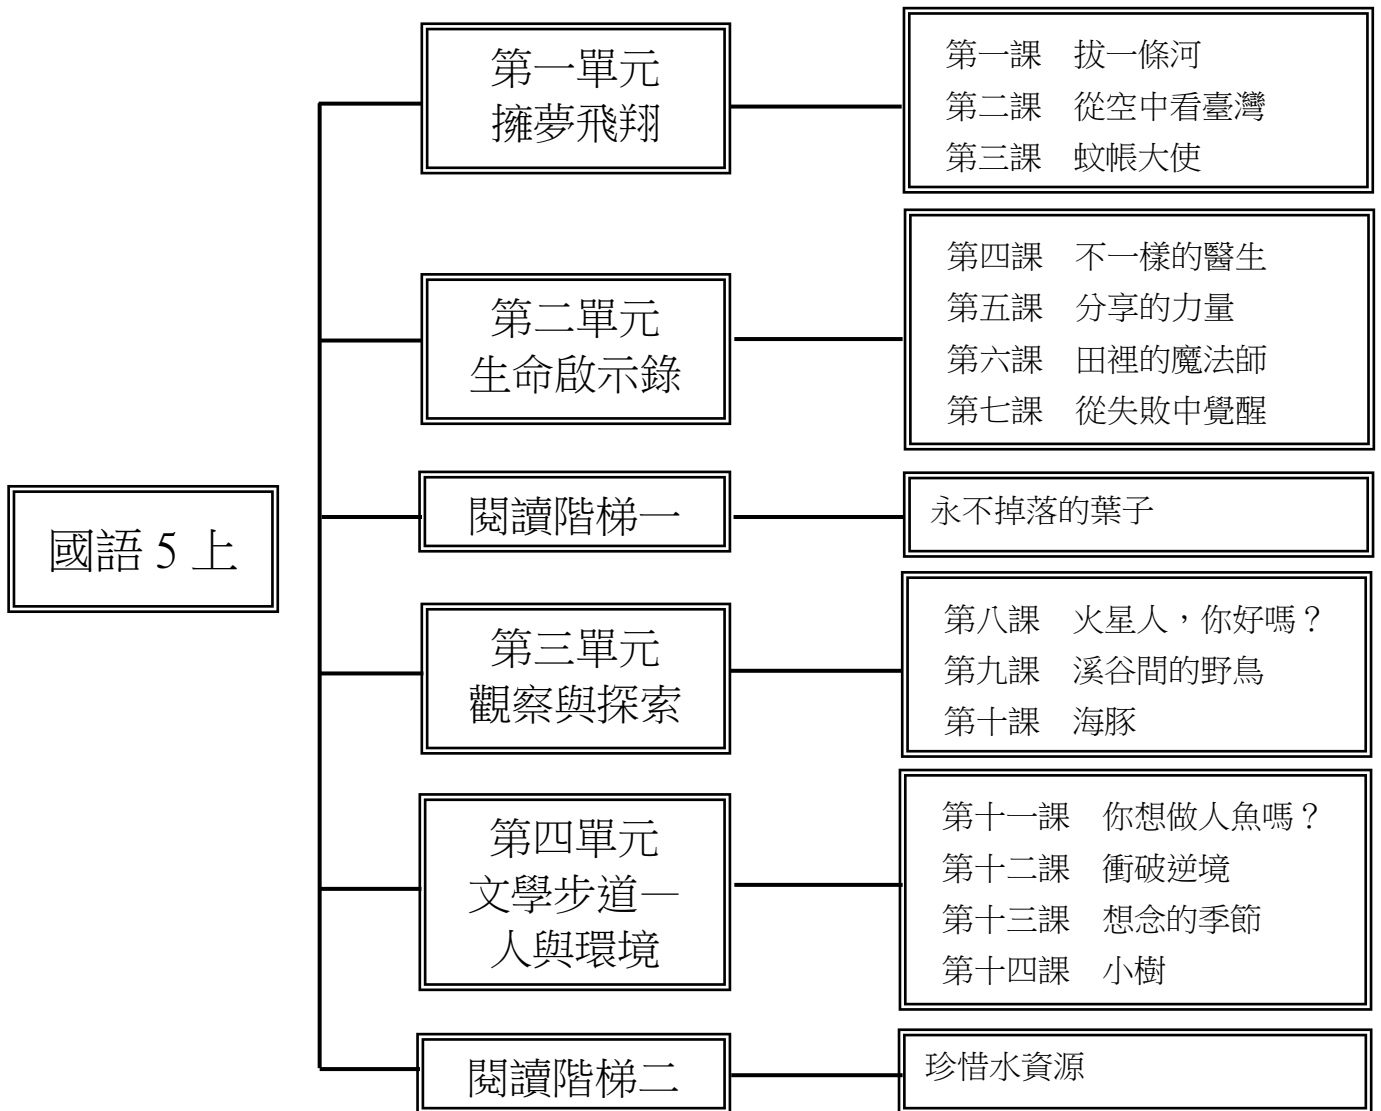 國語 5 上
第一單元
擁夢飛翔
第一課　拔一條河
第二課　從空中看臺灣
第三課　蚊帳大使
第二單元
生命啟示錄
第四課　不一樣的醫生
第五課　分享的力量
第六課　田裡的魔法師
第七課　從失敗中覺醒
閱讀階梯一
永不掉落的葉子
第三單元
觀察與探索
第八課　火星人，你好嗎？
第九課　溪谷間的野鳥
第十課　海豚
第四單元
文學步道—
人與環境
第十一課　你想做人魚嗎？
第十二課　衝破逆境
第十三課　想念的季節
第十四課　小樹
閱讀階梯二
珍惜水資源